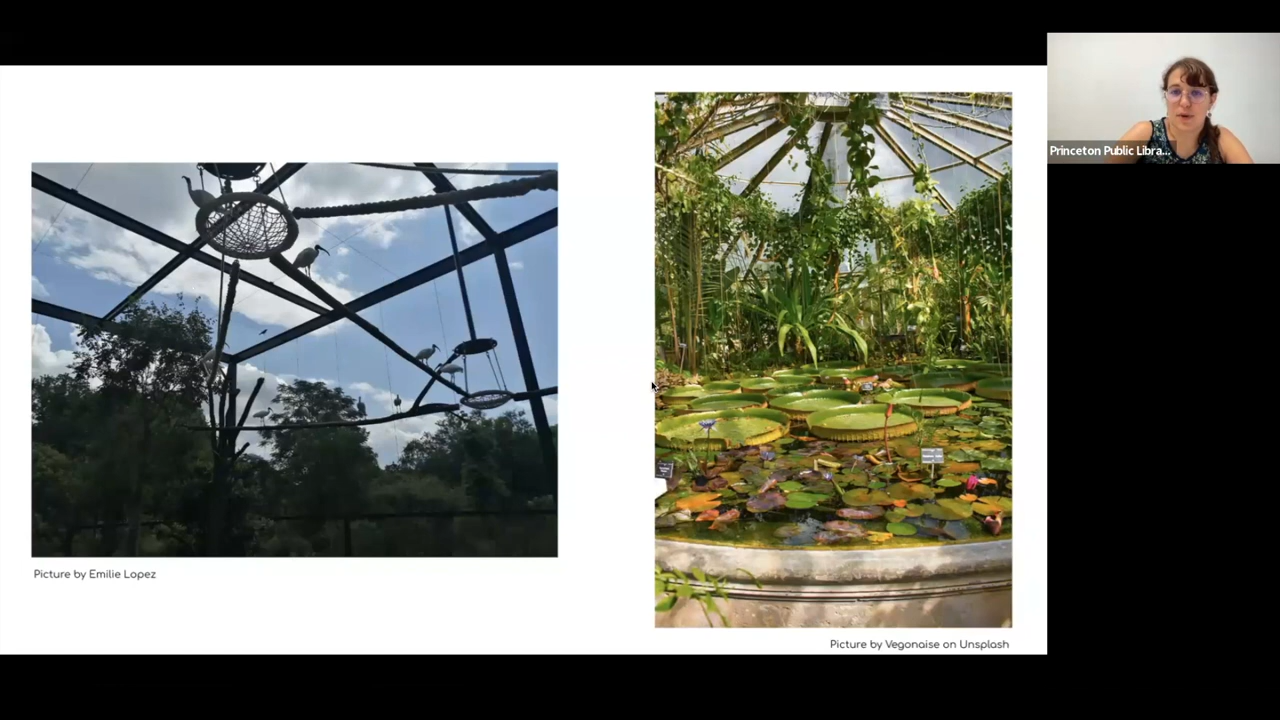 Princeton Public Libra...
Picture by Emilie Lopez
Picture by Vegonaise on Unsplash